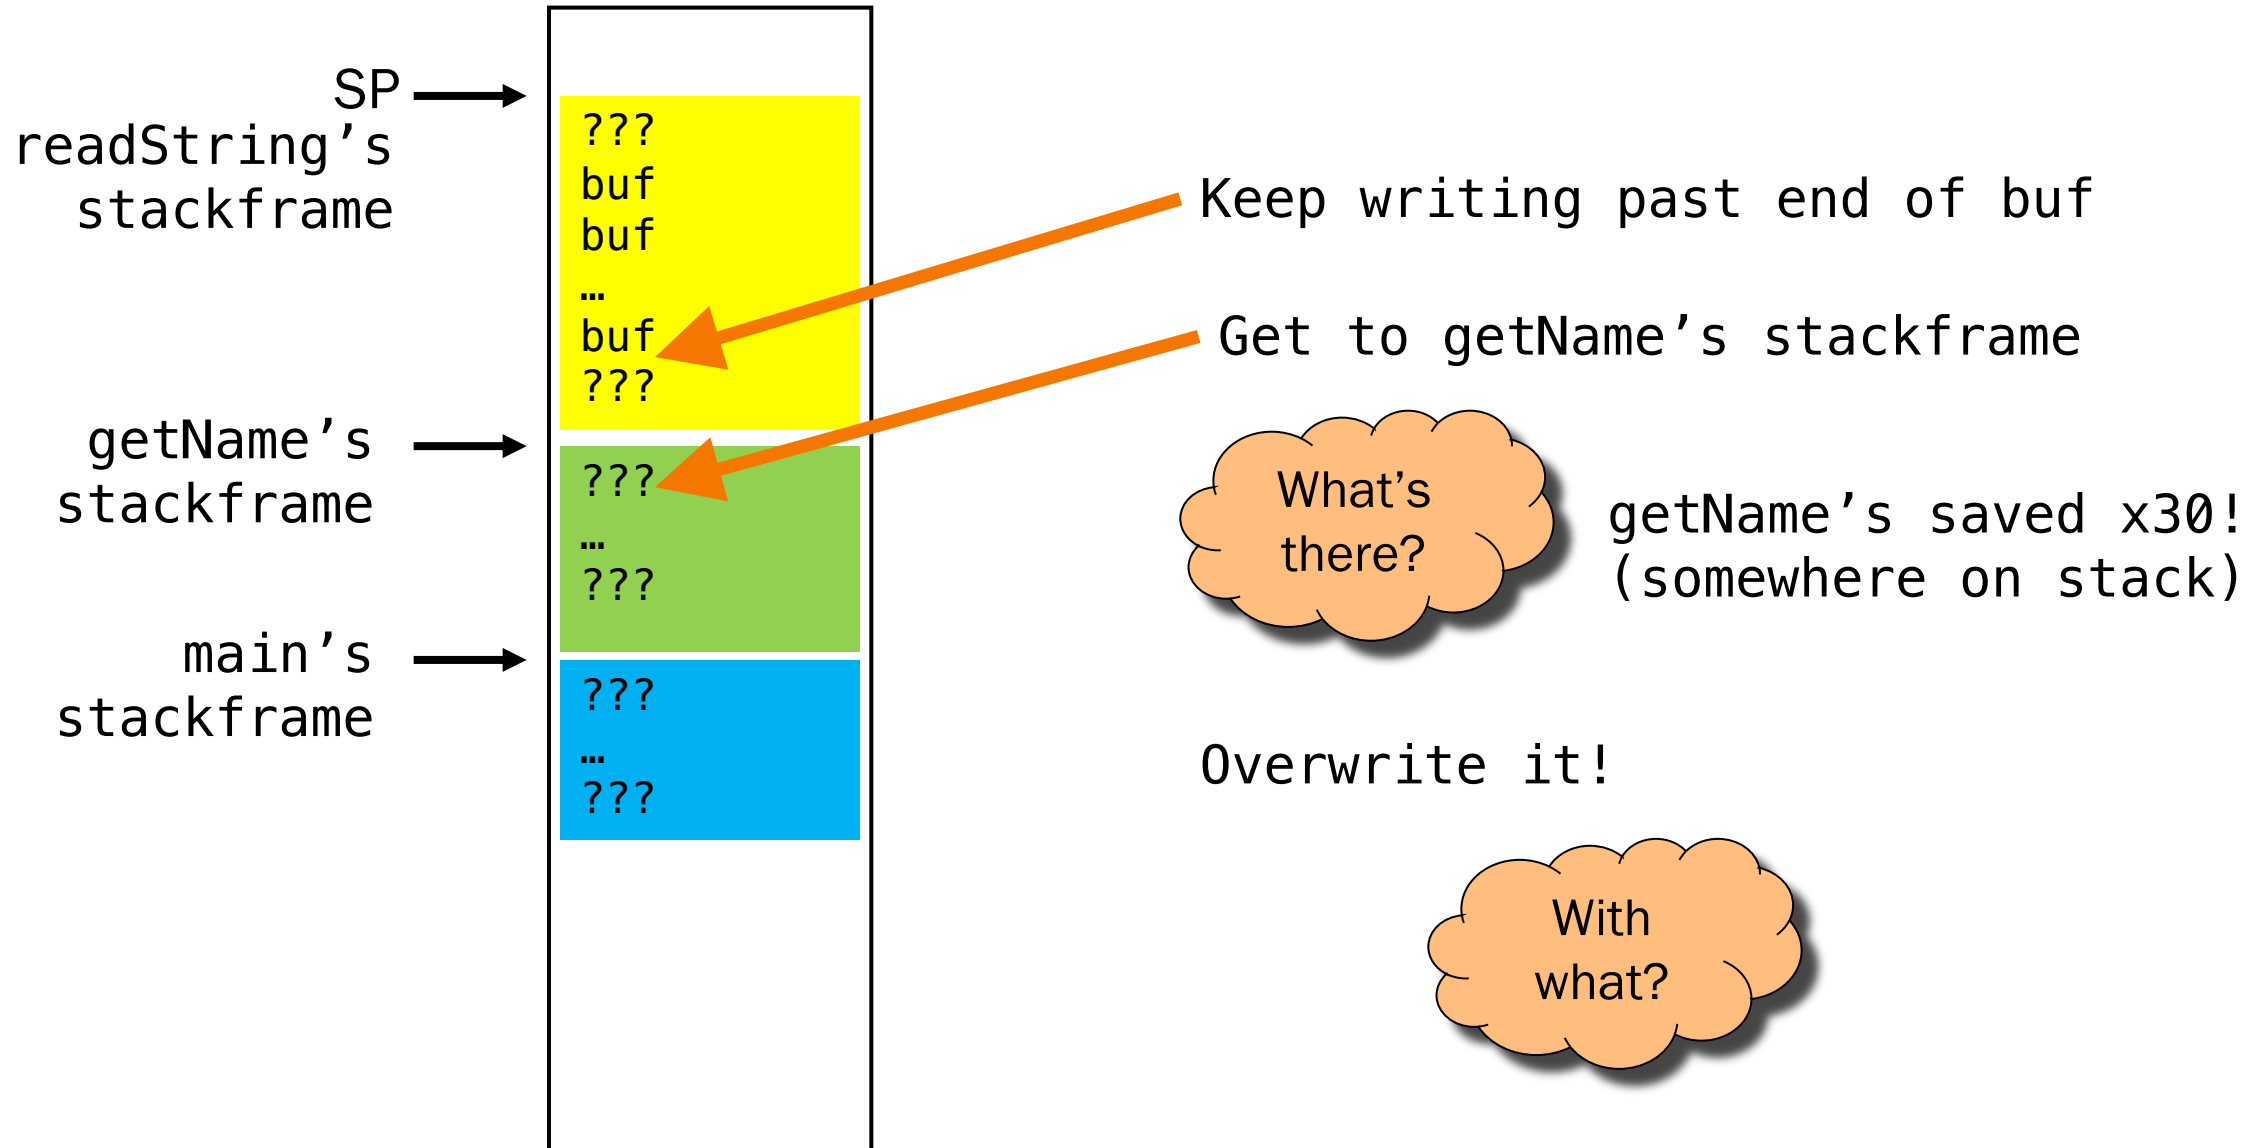 SP
readString’s
stackframe
???
buf
buf
…
buf
???
Keep writing past end of buf
Get to getName’s stackframe
getName’s
stackframe
???
…
???
What’s
there?
getName’s saved x30!
(somewhere on stack)
main’s
stackframe
???
…
???
Overwrite it!
With
what?